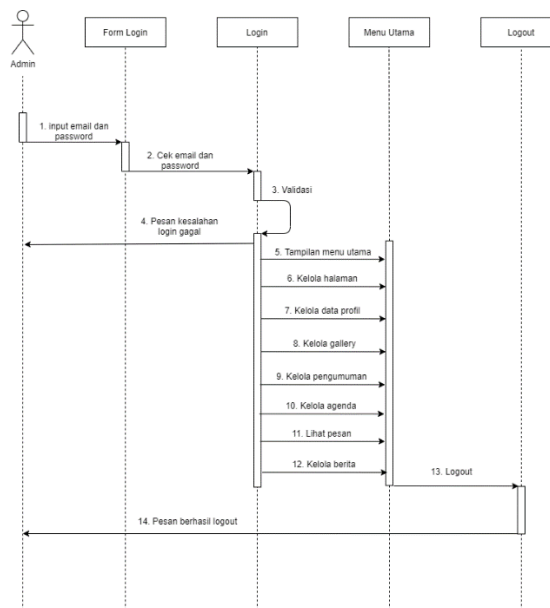 Form Login
Login
Menu Utama
Logout
Admin
1. Input email dan
password
2. Cek email dan
password
3. Validasi
4. Pesan kesalahan
login gagal
5. Tampilan menu utama
6. Kelola halaman
7. Kelola data profil
8. Kelola gallery
9. Kelola pengumuman
10. Kelola agenda
11. Lihat pesan
12. Kelola berita
13. Logout
14. Pesan berhasil logout